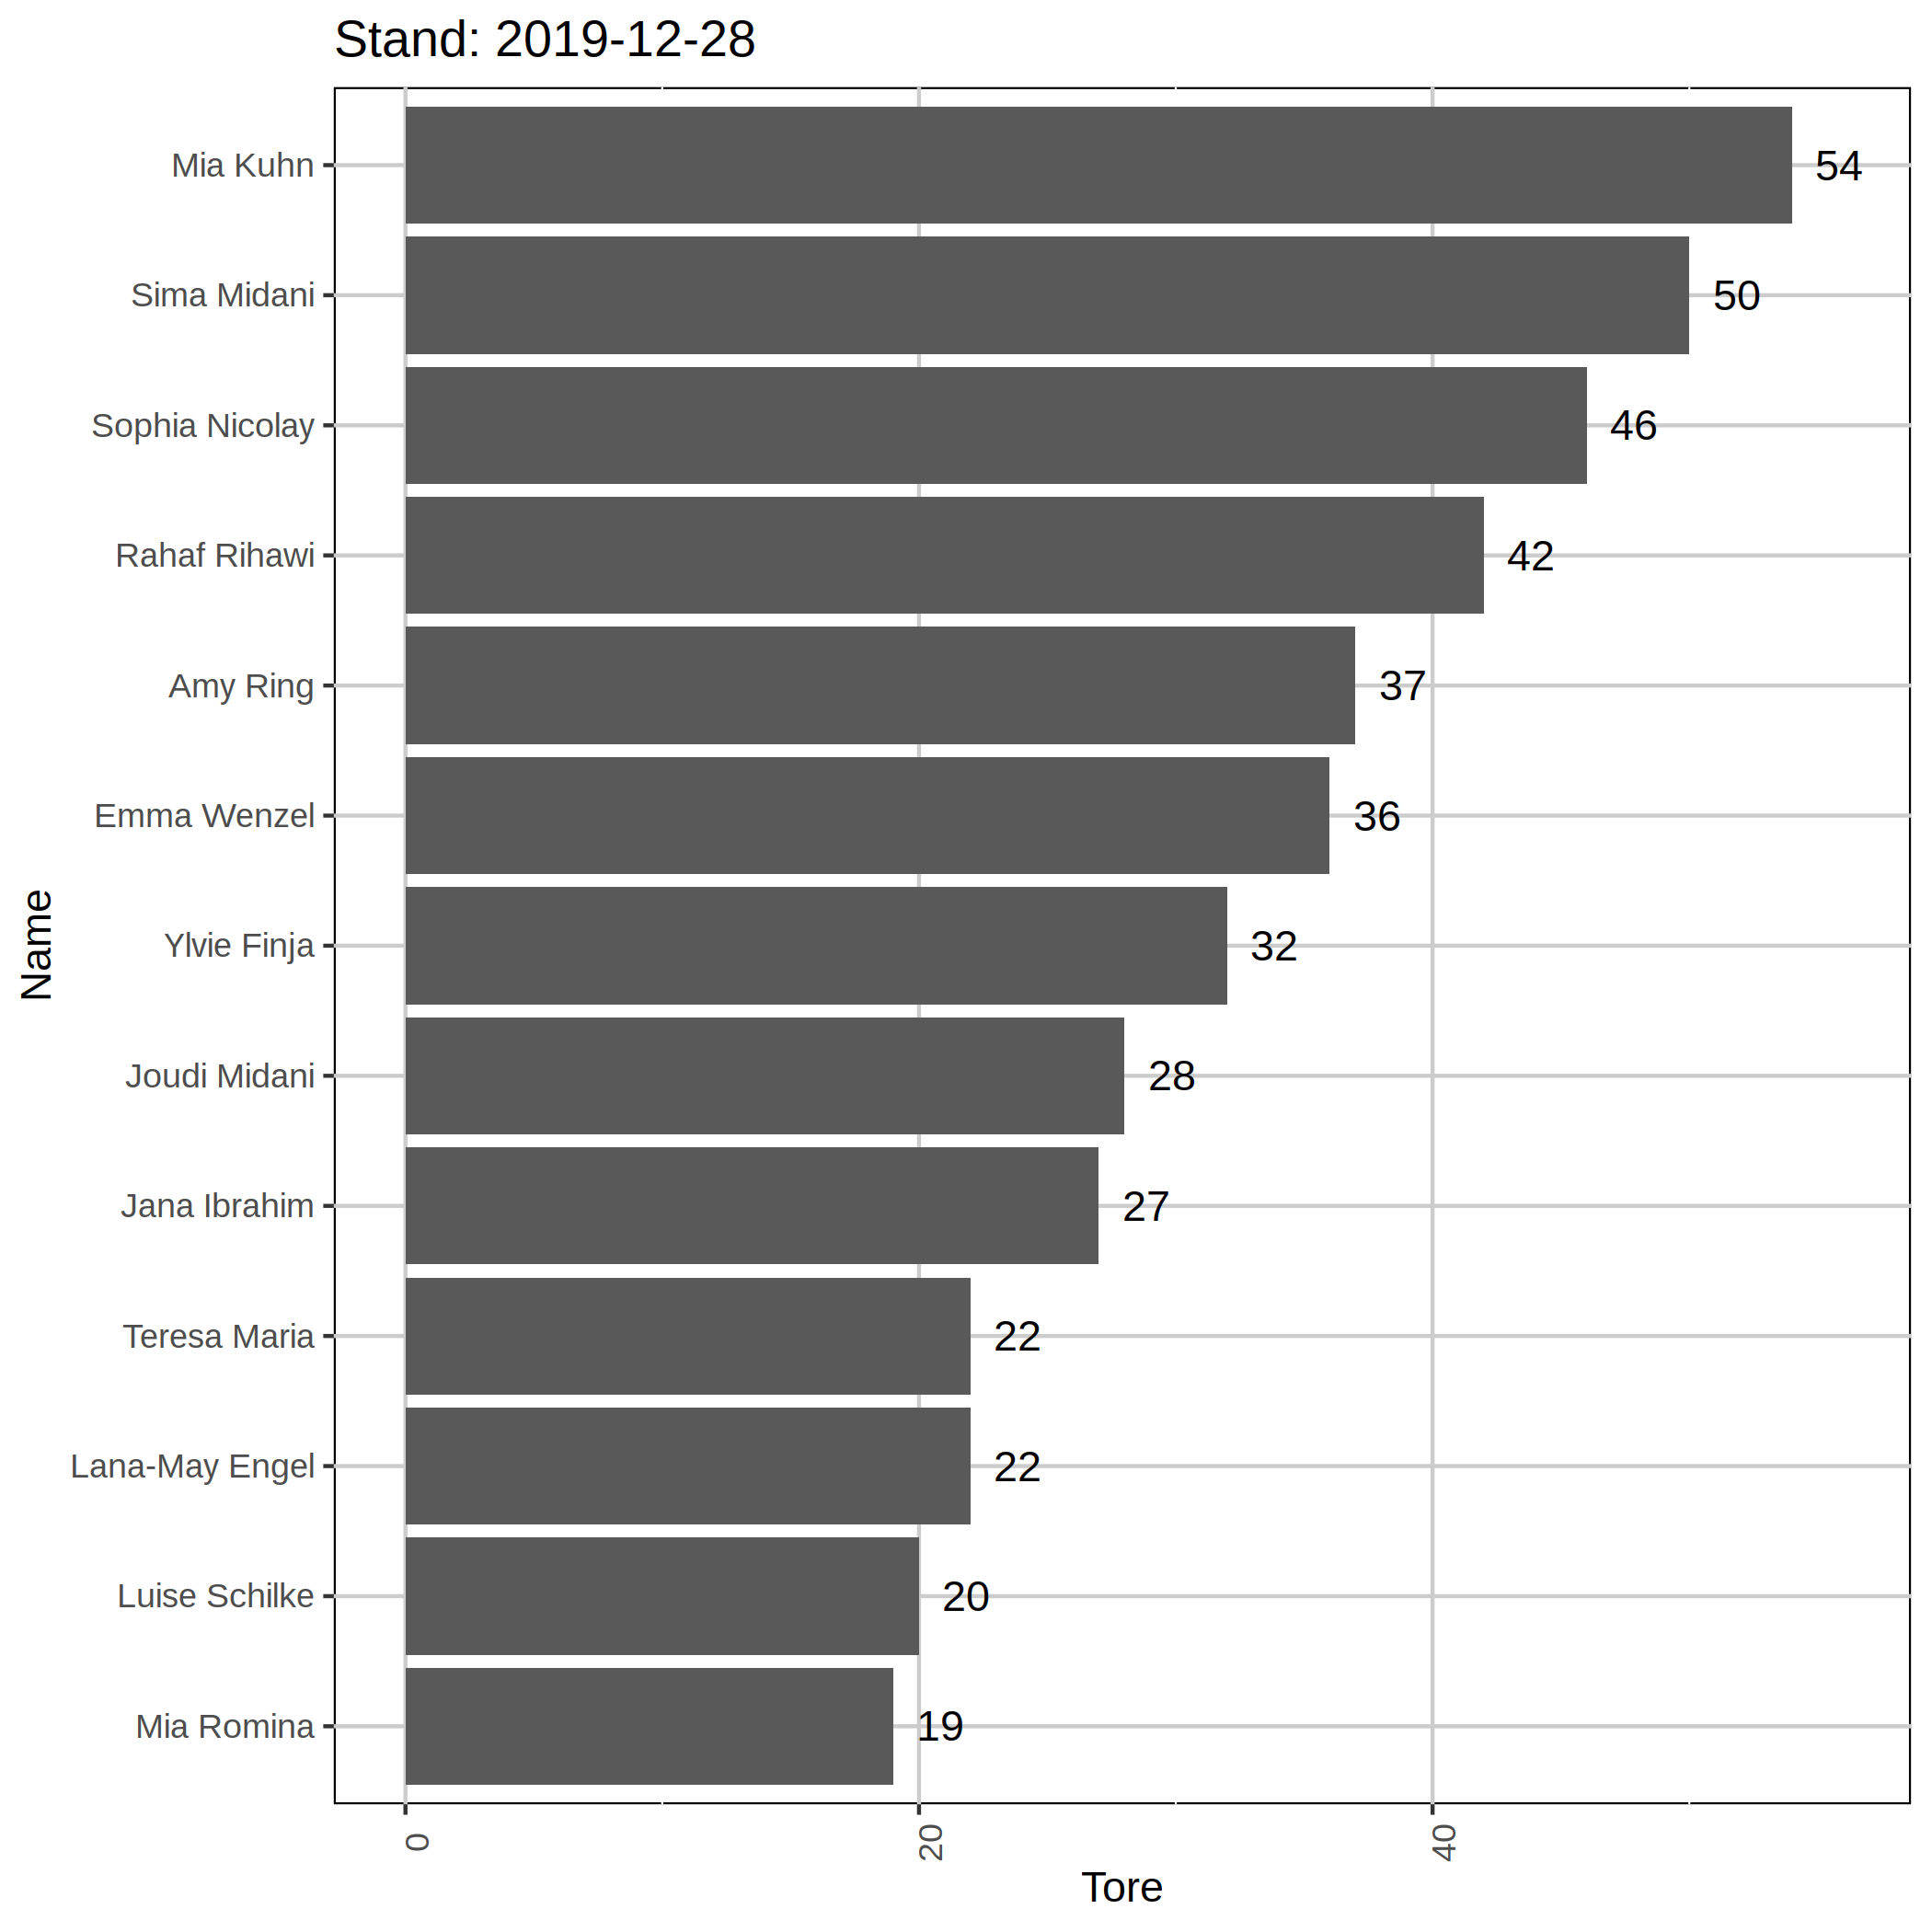 Stand: 2019-12-28
Mia Kuhn 54
Sima Midani 50
Sophia Nicolay 46
Rahaf Rihawi 42
Amy Ring 37
Emma Wenzel 36
Ylvie Finja 32
Joudi Midani 28
Jana Ibrahim 27
Teresa Maria 22
Lana-May Engel 22
Luise Schilke 20
Mia Romina 19
Name
0 20 40
Tore